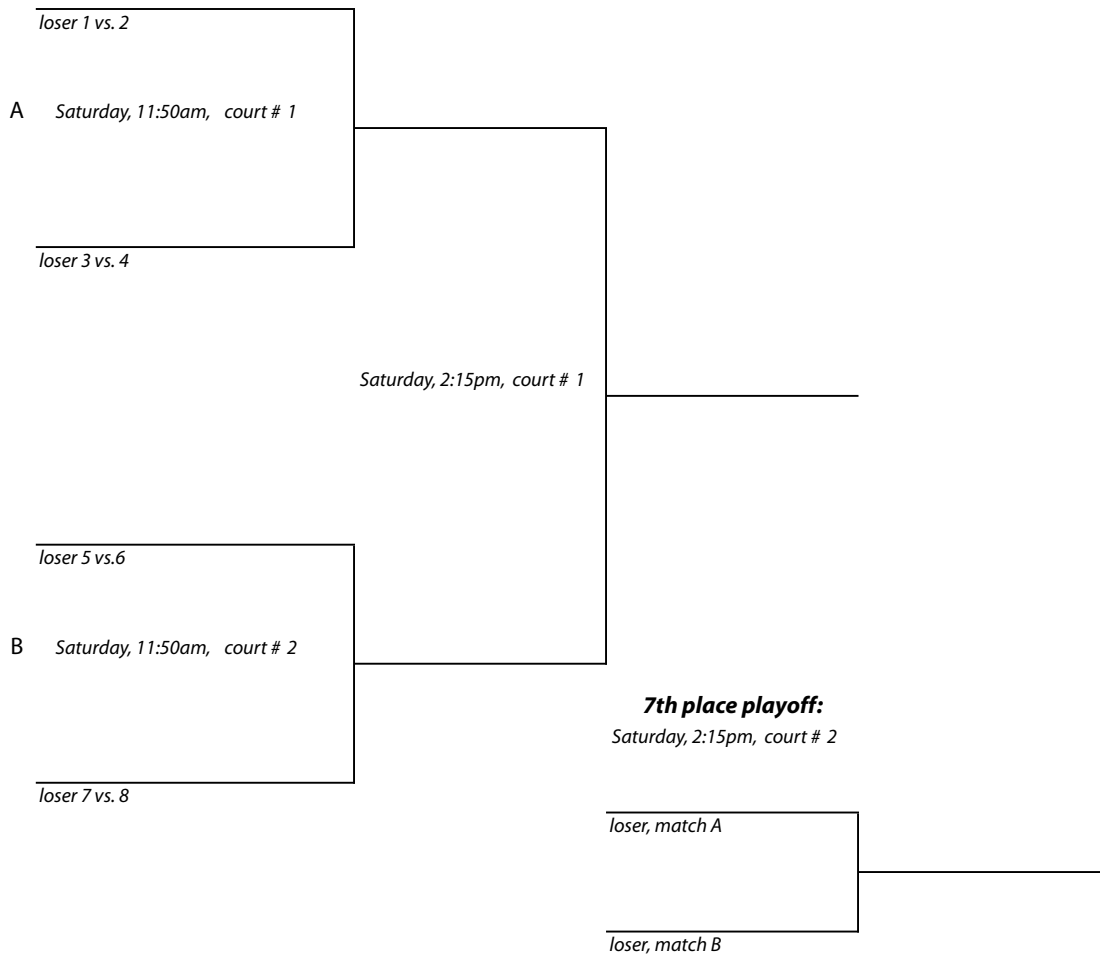 loser 1 vs. 2
A Saturday, 11:50am, court # 1
loser 3 vs. 4
Saturday, 2:15pm, court # 1
loser 5 vs.6
B Saturday, 11:50am, court # 2
7th place playoff:
Saturday, 2:15pm, court # 2
loser 7 vs. 8
loser, match A
loser, match B